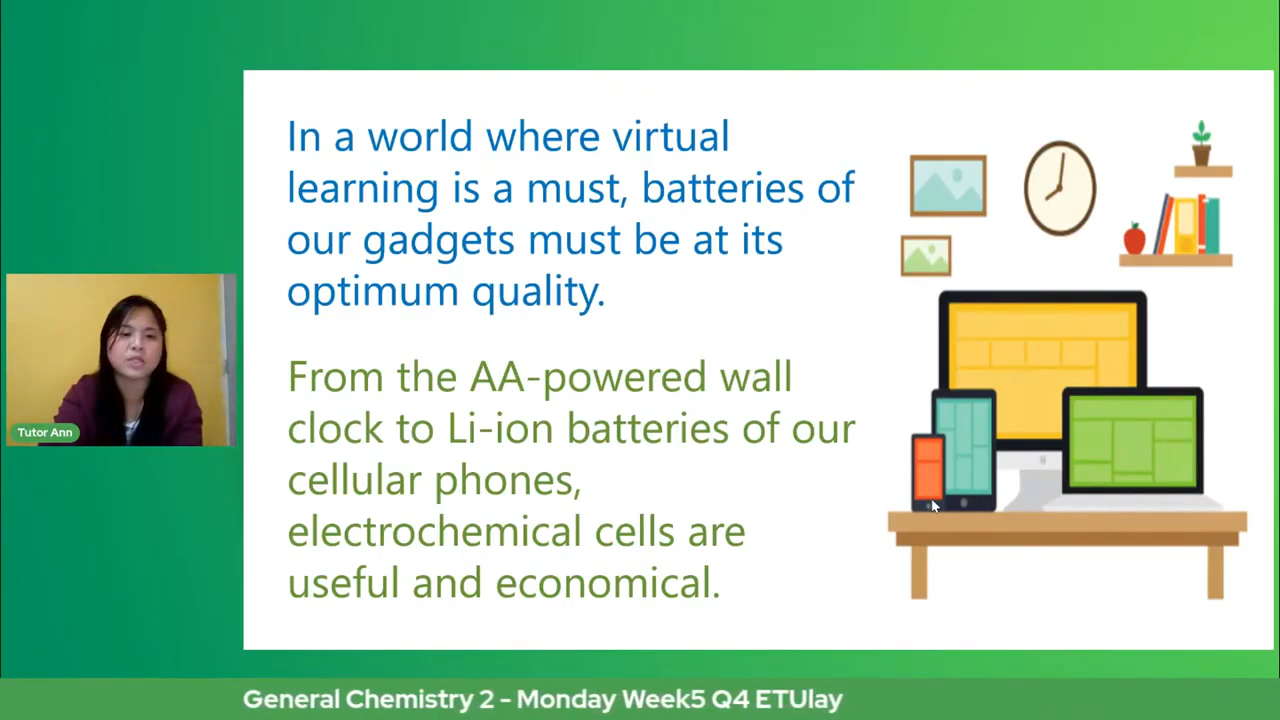 In a world where virtual
learning is a must, batteries of
our gadgets must be at its
optimum quality.
From the AA-powered wall
clock to Li-ion batteries of our
cellular phones,
electrochemical cells are
useful and economical.
Tutor Ann
General Chemistry 2 - Monday Week5 Q4 ETUlay